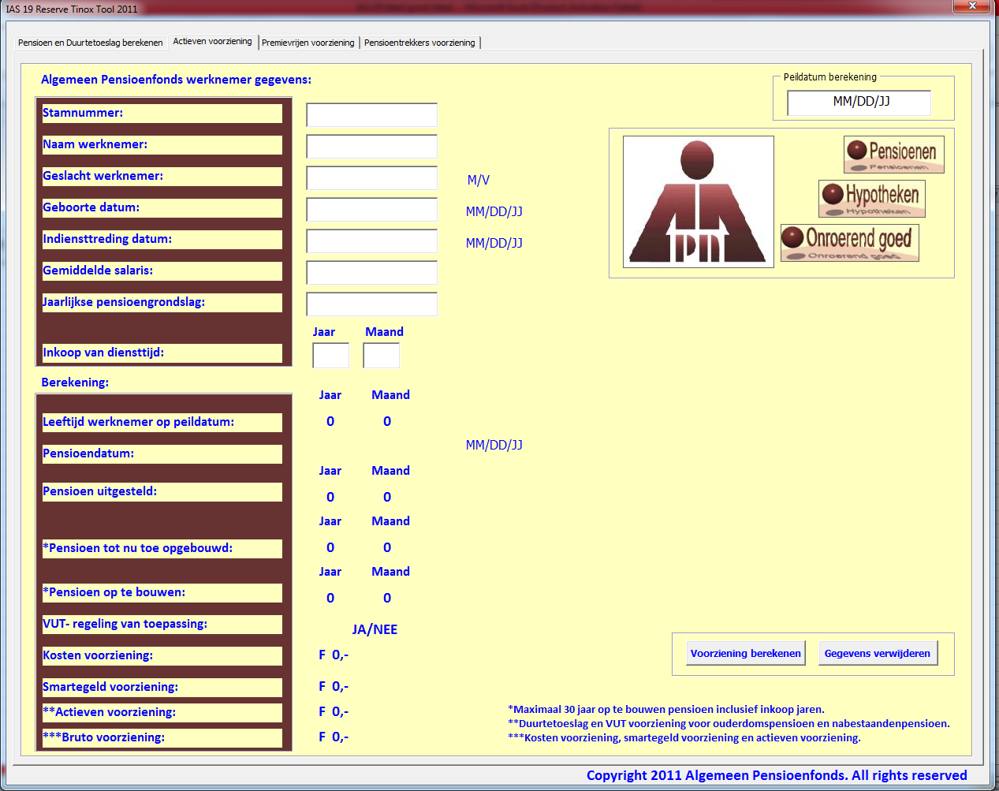 IAS 19 Reserve Tinox Tool 2011
Pensioen en Duurtetoeslag berekenen
Actieven voorziening
Premievrijen voorziening
Pensioentrekkers voorziening
Algemeen Pensioenfonds werknemer gegevens:
Peildatum berekening
MM/DD/JJ
Stamnummer:
Naam werknemer:
Geslacht werknemer:
M/V
Geboorte datum:
MM/DD/JJ
Indiensttreding datum:
MM/DD/JJ
Gemiddelde salaris:
Jaarlijkse pensioengrondslag:
Jaar Maand
Inkoop van diensttijd:
apn
Pensioenen
Hypotheken
Onroerend goed
Berekening:
Jaar Maand
Leeftijd werknemer op peildatum:
0 0
MM/DD/JJ
Pensioendatum:
Jaar Maand
Pensioen uitgesteld:
0 0
Jaar Maand
*Pensioen tot nu toe opgebouwd:
0 0
Jaar Maand
*Pensioen op te bouwen:
0 0
VUT- regeling van toepassing:
JA/NEE
Kosten voorziening:
F 0,-
Smartegeld voorziening:
F 0,-
**Actieven voorziening:
F 0,-
***Bruto voorziening:
F 0,-
Voorziening berekenen
Gegevens verwijderen
*Maximaal 30 jaar op te bouwen pensioen inclusief inkoop jaren.
**Duurtetoeslag en VUT voorziening voor ouderdomspensioen en nabestaandenpensioen.
***Kosten voorziening, smartegeld voorziening en actieven voorziening.
Copyright 2011 Algemeen Pensioenfonds. All rights reserved